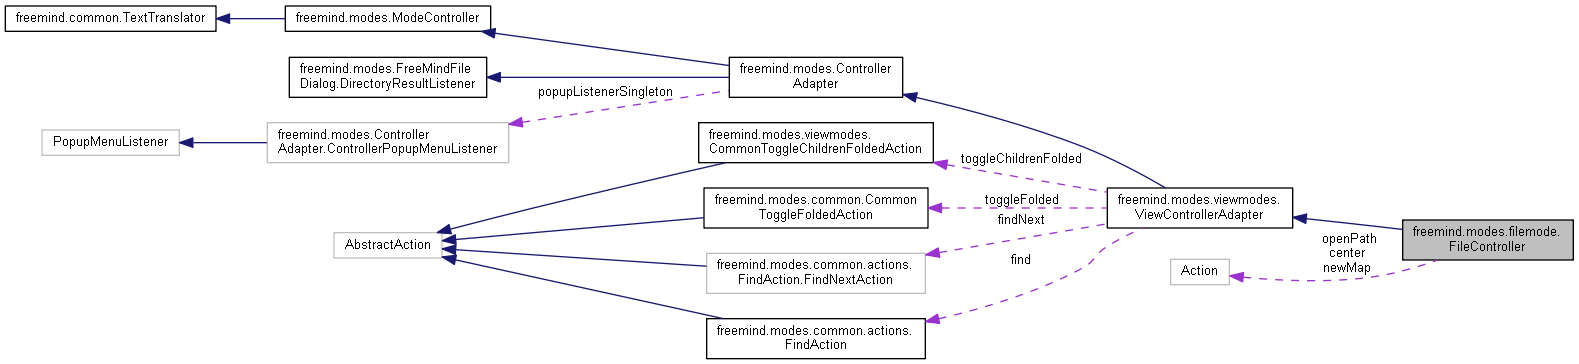 freemind.common.TextTranslator
freemind.modes.ModeController
freemind.modes.FreeMindFile
Dialog.DirectoryResultListener
freemind.modes.Controller
Adapter
popupListenerSingleton
PopupMenuListener
freemind.modes.Controller
Adapter.ControllerPopupMenuListener
freemind.modes.viewmodes.
CommonToggleChildrenFoldedAction
toggleChildrenFolded
freemind.modes.common.Common
ToggleFoldedAction
toggleFolded
findNext
freemind.modes.viewmodes.
ViewControllerAdapter
AbstractAction
freemind.modes.common.actions.
FindAction.FindNextAction
find
freemind.modes.common.actions.
FindAction
Action
openPath
center
newMap
freemind.modes.filemode.
FileController